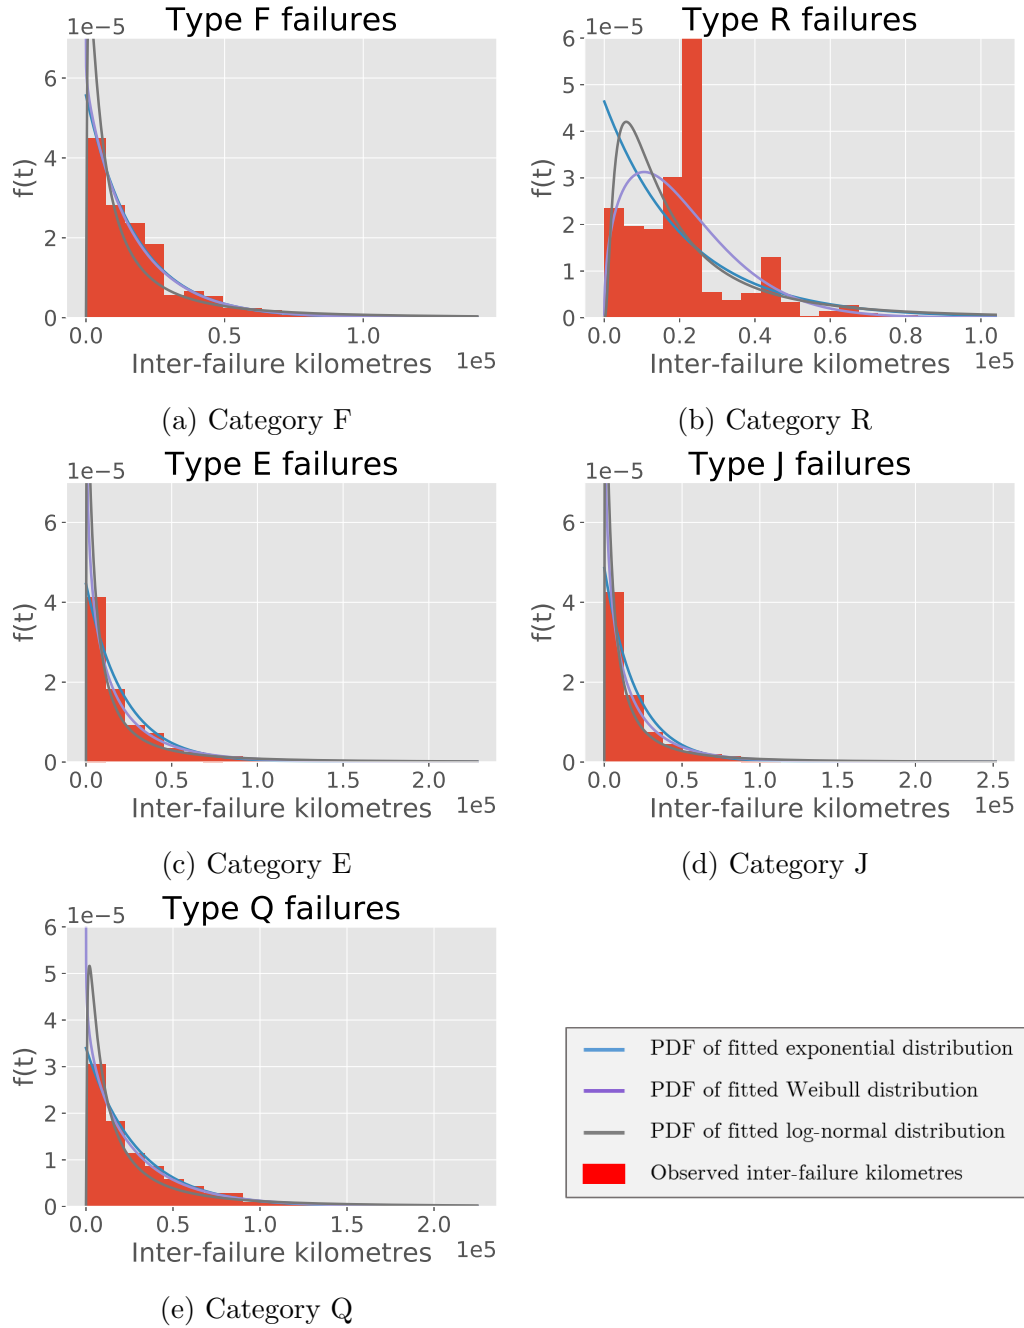 Type F failures
1e−5
6
4
2
0
f(t)
0.0 0.5 1.0
Inter-failure kilometres 1e5
(a) Category F
Type R failures
1e−5
6
5
4
3
2
1
0
f(t)
0.0 0.2 0.4 0.6 0.8 1.0
Inter-failure kilometres 1e5
(b) Category R
Type E failures
1e−5
6
4
2
0
f(t)
0.0 0.5 1.0 1.5 2.0
Inter-failure kilometres 1e5
(c) Category E
Type J failures
1e−5
6
4
2
0
f(t)
0.0 0.5 1.0 1.5 2.0 2.5
Inter-failure kilometres 1e5
(d) Category J
Type Q failures
1e−5
6
5
4
3
2
1
0
f(t)
0.0 0.5 1.0 1.5 2.0
Inter-failure kilometres 1e5
(e) Category Q
PDF of fitted exponential distribution
PDF of fitted Weibull distribution
PDF of fitted log-normal distribution
Observed inter-failure kilometres